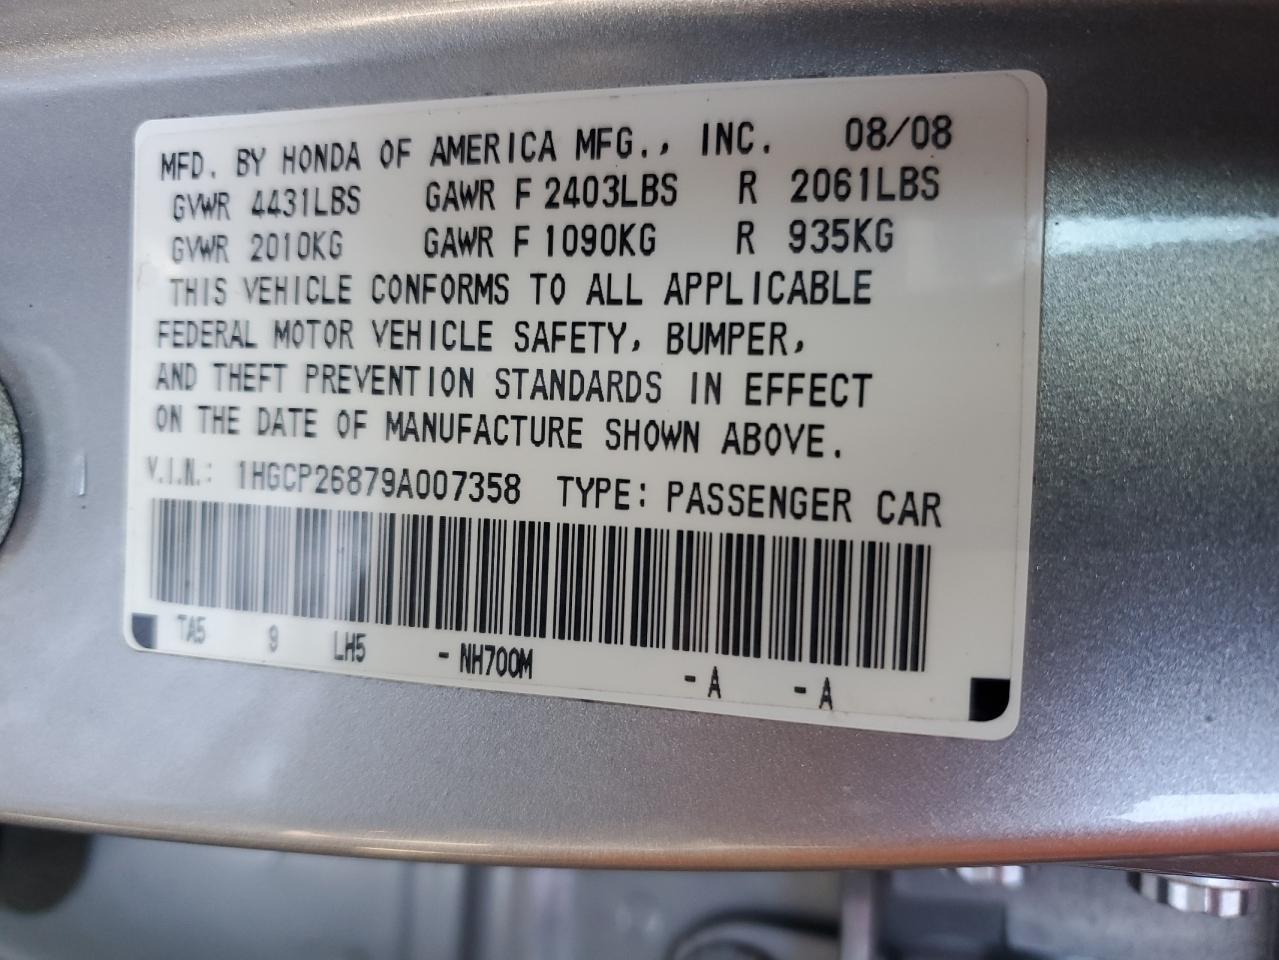 MFD. BY HONDA OF AMERICA MFG., INC. 08/08
GVWR 4431LBS GAWR F 2403LBS R 2061LBS
GVWR 2010KG GAWR F 1090KG R 935KG
THIS VEHICLE CONFORMS TO ALL APPLICABLE
FEDERAL MOTOR VEHICLE SAFETY, BUMPER,
AND THEFT PREVENTION STANDARDS IN EFFECT
ON THE DATE OF MANUFACTURE SHOWN ABOVE.
V.I.N.: 1HGCP26879A007358 TYPE: PASSENGER CAR
TA5 9 LH5 -NH700M -A -A